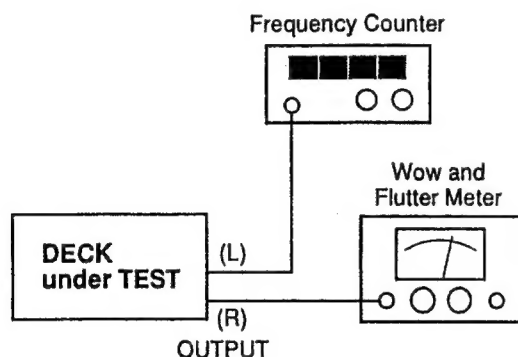 Frequency Counter
Wow and
Flutter Meter
DECK
under TEST
(L)
(R)
OUTPUT